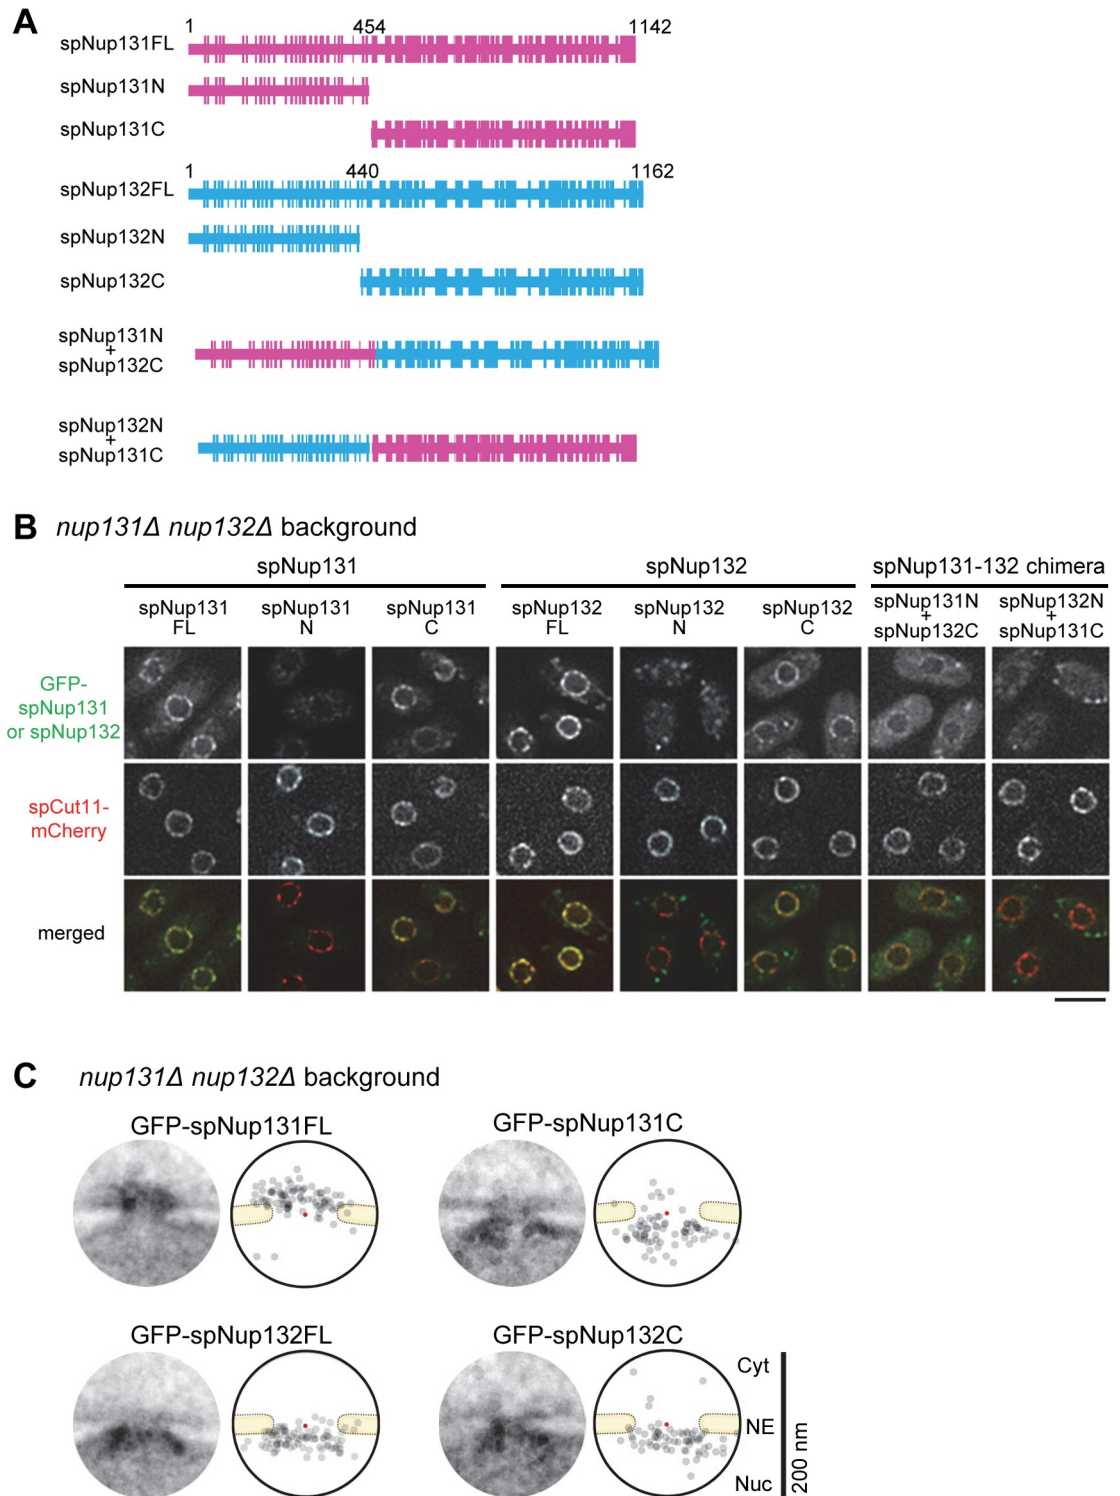 A
1 454 1142
spNup131FL
spNup131N
spNup131C
1 440 1162
spNup132FL
spNup132N
spNup132C
spNup131N
+
spNup132C
spNup132N
+
spNup131C
B nup131Δ nup132Δ background
spNup131 spNup132 spNup131-132 chimera
spNup131 FL
spNup131 N
spNup131 C
spNup132 FL
spNup132 N
spNup132 C
spNup131N + spNup132C
spNup132N + spNup131C
GFP-
spNup131
or spNup132
spCut11-
mCherry
merged
C nup131Δ nup132Δ background
GFP-spNup131FL GFP-spNup131C
GFP-spNup132FL GFP-spNup132C
Cyt
NE
Nuc
200 nm